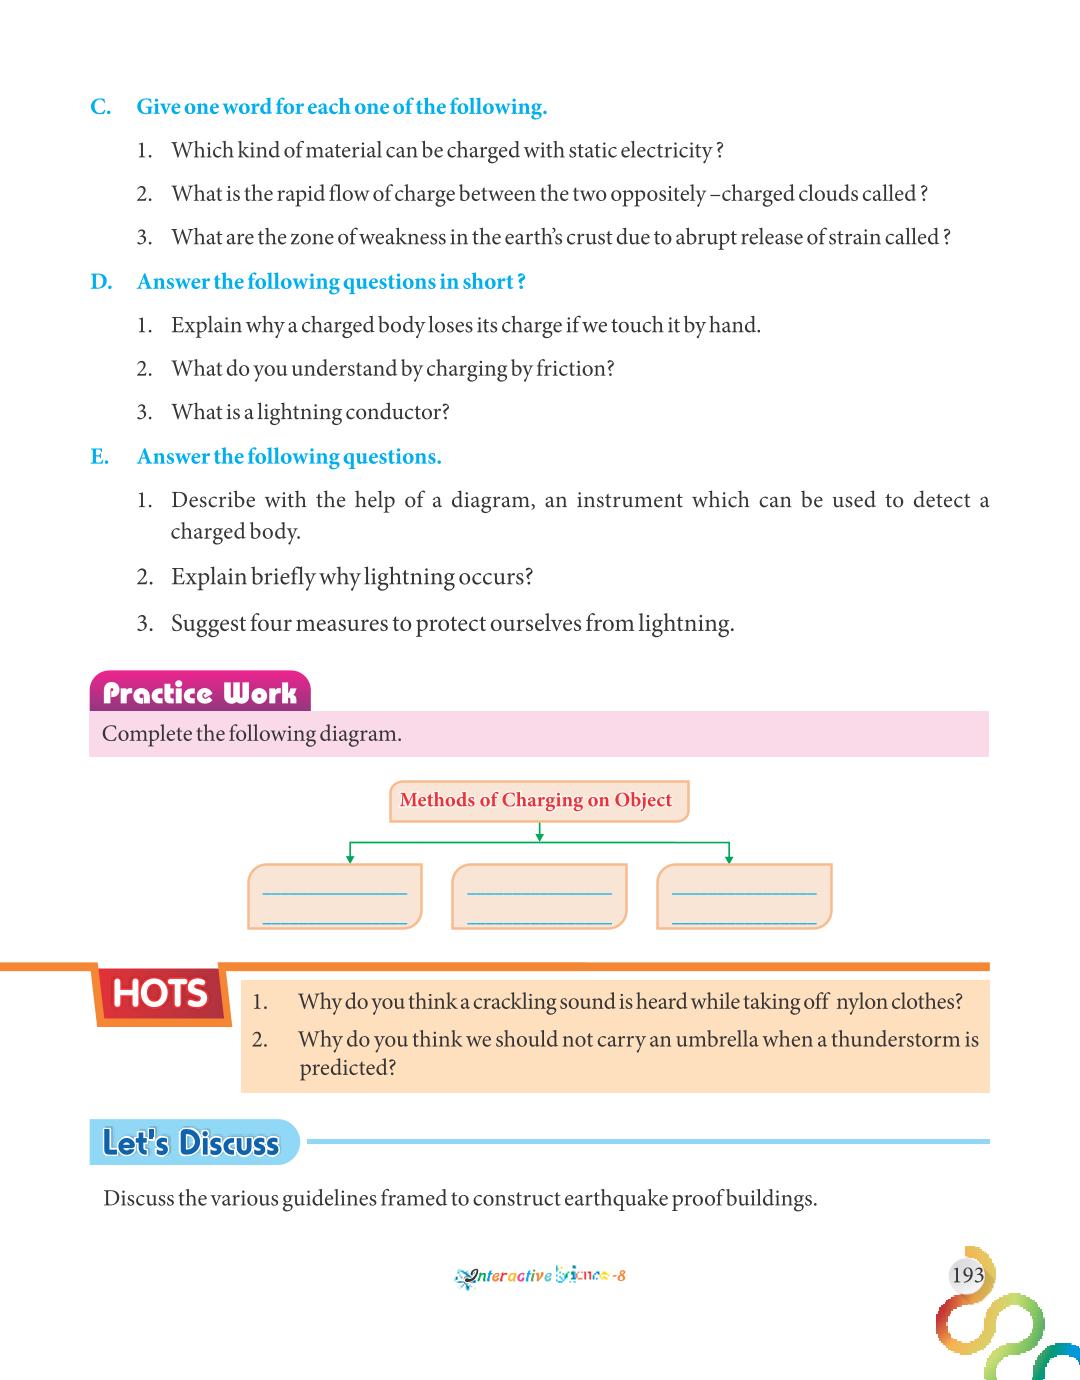 C. Give one word for each one of the following.
1. Which kind of material can be charged with static electricity ?
2. What is the rapid flow of charge between the two oppositely –charged clouds called ?
3. What are the zone of weakness in the earth's crust due to abrupt release of strain called ?
D. Answer the following questions in short ?
1. Explain why a charged body loses its charge if we touch it by hand.
2. What do you understand by charging by friction?
3. What is a lightning conductor?
E. Answer the following questions.
1. Describe with the help of a diagram, an instrument which can be used to detect a
charged body.
2. Explain briefly why lightning occurs?
3. Suggest four measures to protect ourselves from lightning.
Practice Work
Complete the following diagram.
Methods of Charging on Object
HOTS
1. Why do you think a crackling sound is heard while taking off nylon clothes?
2. Why do you think we should not carry an umbrella when a thunderstorm is
predicted?
Let's Discuss
Discuss the various guidelines framed to construct earthquake proof buildings.
Interactive Science-8
193